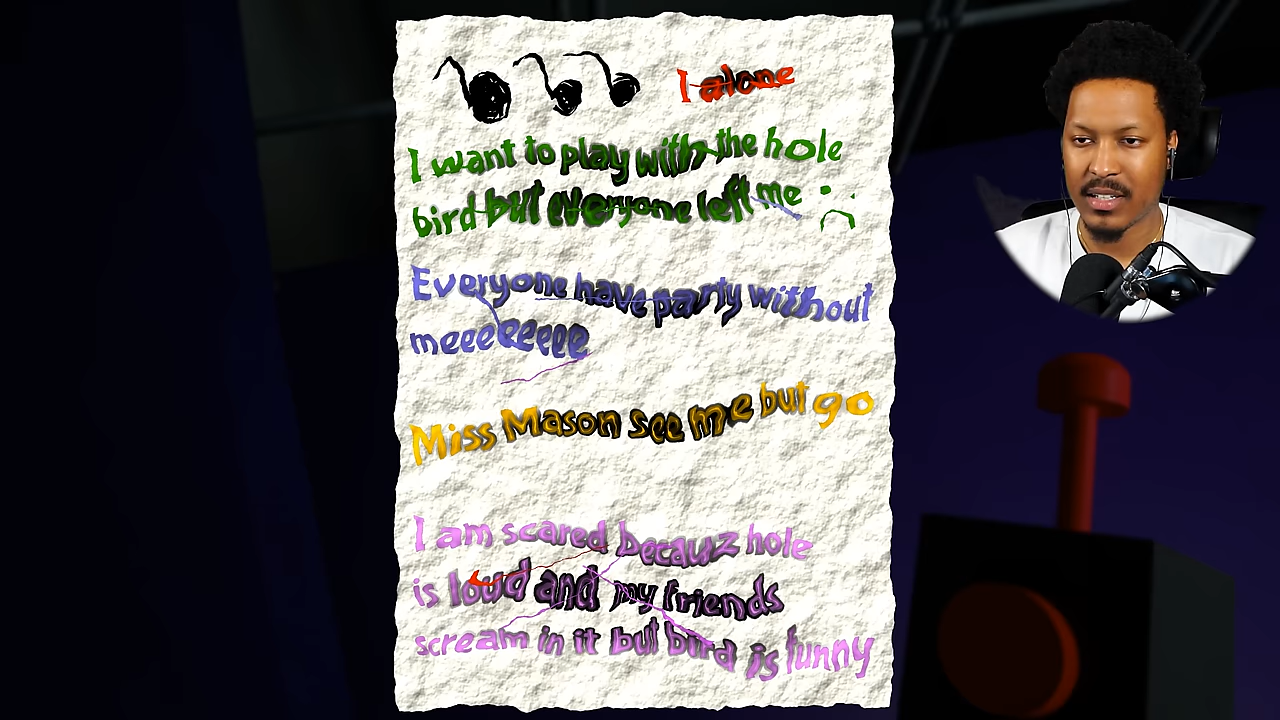 I alone
I want to play with the hole
bird but everyone left me :(
Everyone have party without
meeeeeeee
Miss Mason see me but go
I am scared becauz hole
is loud and my friends
scream in it but bird is funny